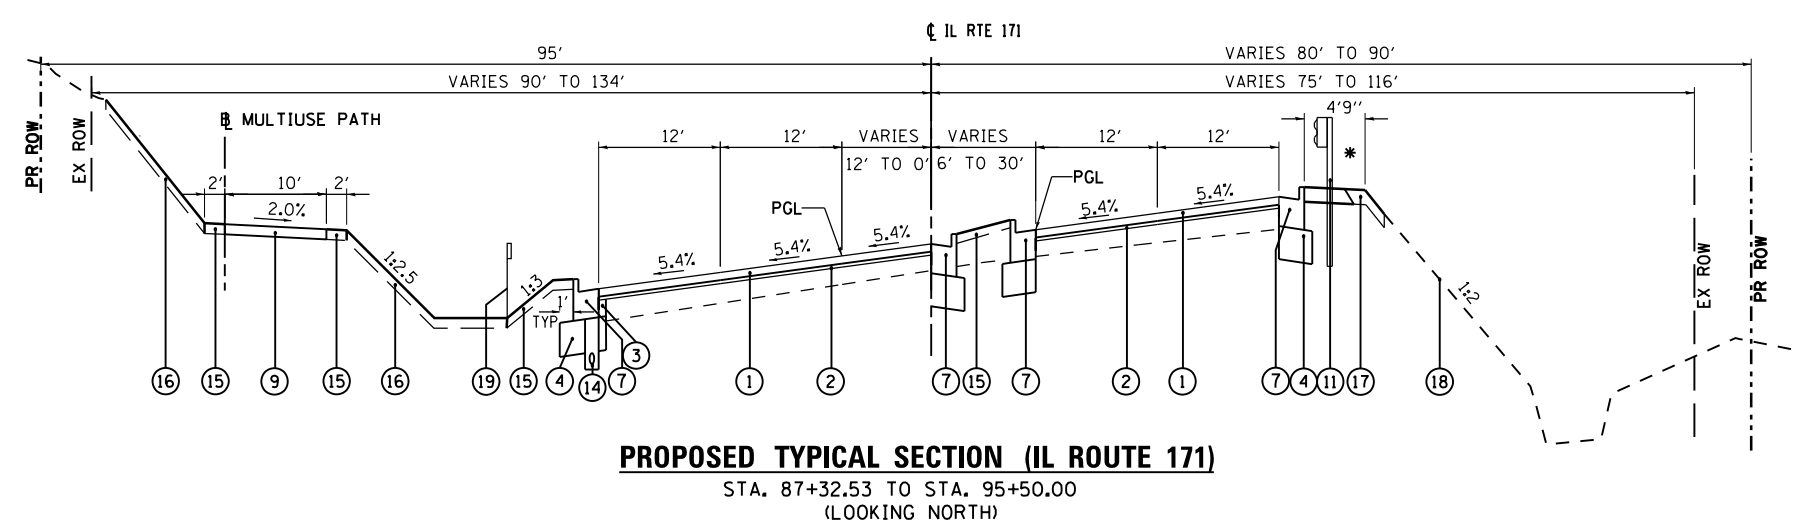 ℄ IL RTE 171
95'
VARIES 80' TO 90'
VARIES 90' TO 134'
VARIES 75' TO 116'
4'9"
PR ROW
EX ROW
B MULTIUSE PATH
12'
12'
VARIES
VARIES
12'
12'
12' TO 0'
6' TO 30'
*
2'
10'
2'
PGL
PGL
2.0%
5.4%
5.4%
5.4%
5.4%
5.4%
1:2.5
1:3
1'
TYP
1:2
EX ROW
PR ROW
3
16
15
9
15
16
19
15
4
14
7
1
2
7
15
7
2
1
7
4
11
17
18
PROPOSED TYPICAL SECTION (IL ROUTE 171)
STA. 87+32.53 TO STA. 95+50.00
(LOOKING NORTH)